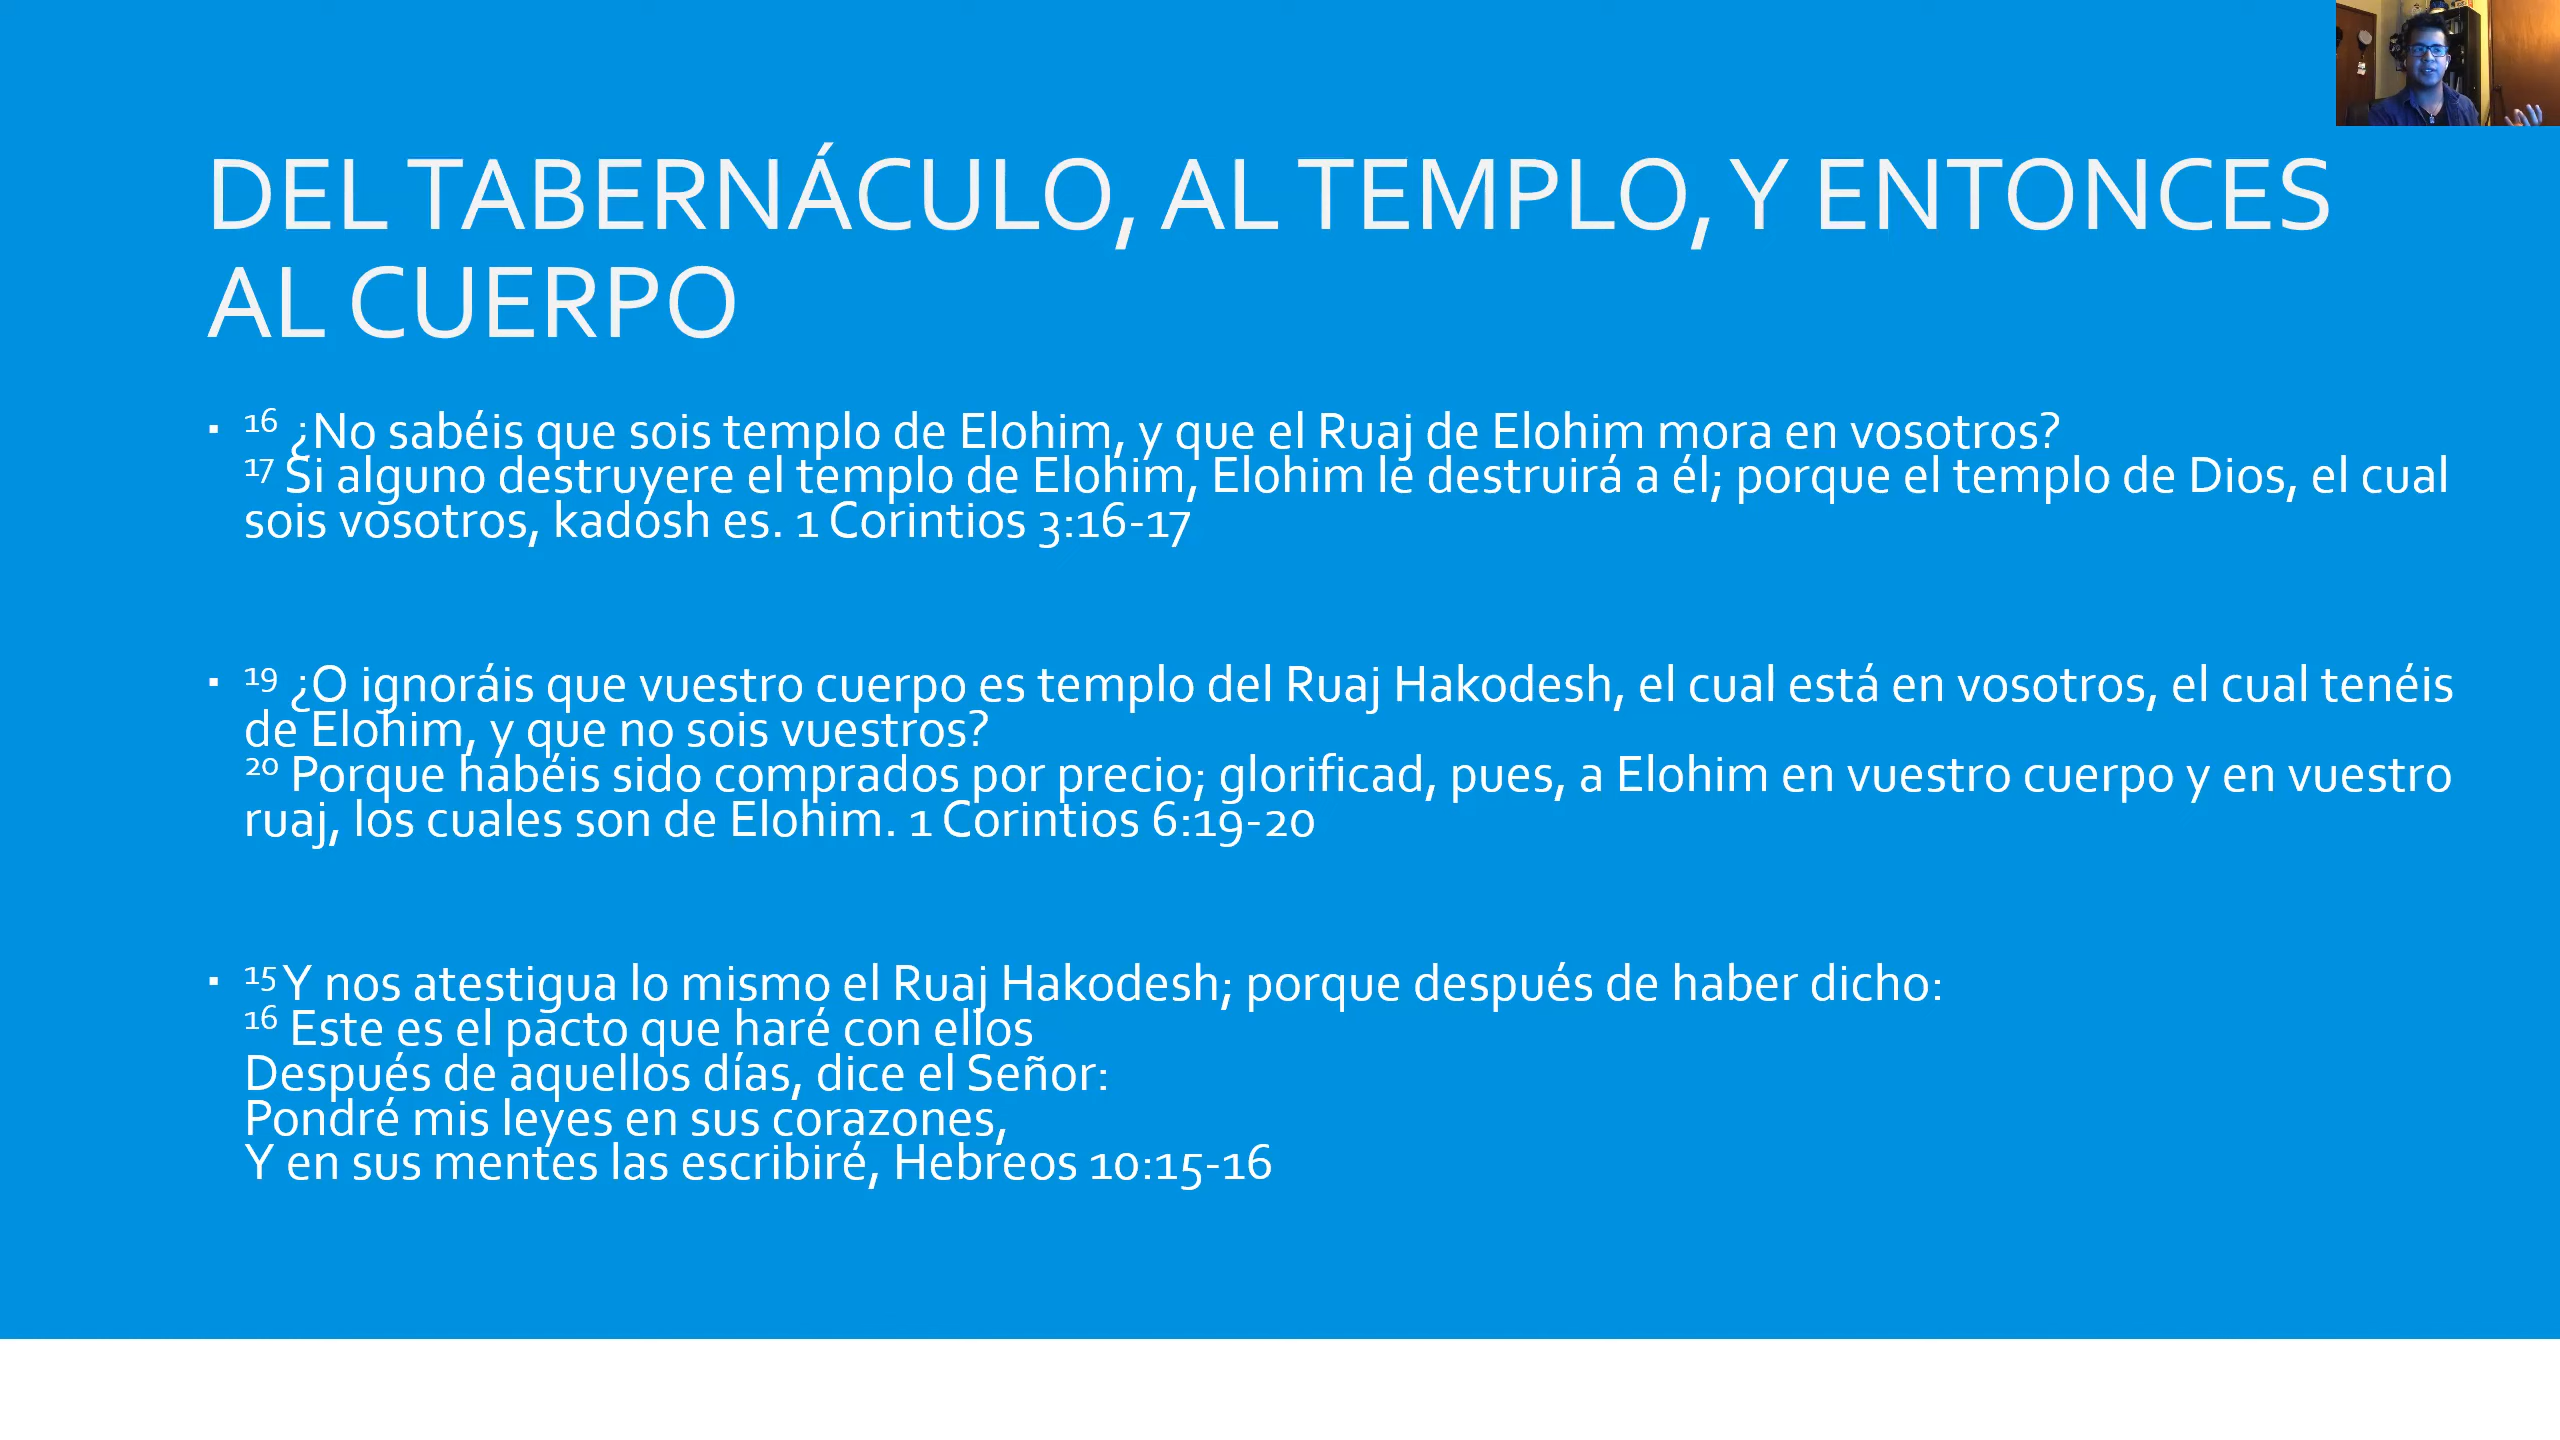 DEL TABERNÁCULO, AL TEMPLO, Y ENTONCES
AL CUERPO
▪ 16 ¿No sabéis que sois templo de Elohim, y que el Ruaj de Elohim mora en vosotros?
17 Si alguno destruyere el templo de Elohim, Elohim le destruirá a él; porque el templo de Dios, el cual
sois vosotros, kadosh es. 1 Corintios 3:16-17
▪ 19 ¿O ignoráis que vuestro cuerpo es templo del Ruaj Hakodesh, el cual está en vosotros, el cual tenéis
de Elohim, y que no sois vuestros?
20 Porque habéis sido comprados por precio; glorificad, pues, a Elohim en vuestro cuerpo y en vuestro
ruaj, los cuales son de Elohim. 1 Corintios 6:19-20
▪ 15 Y nos atestigua lo mismo el Ruaj Hakodesh; porque después de haber dicho:
16 Este es el pacto que haré con ellos
Después de aquellos días, dice el Señor:
Pondré mis leyes en sus corazones,
Y en sus mentes las escribiré, Hebreos 10:15-16